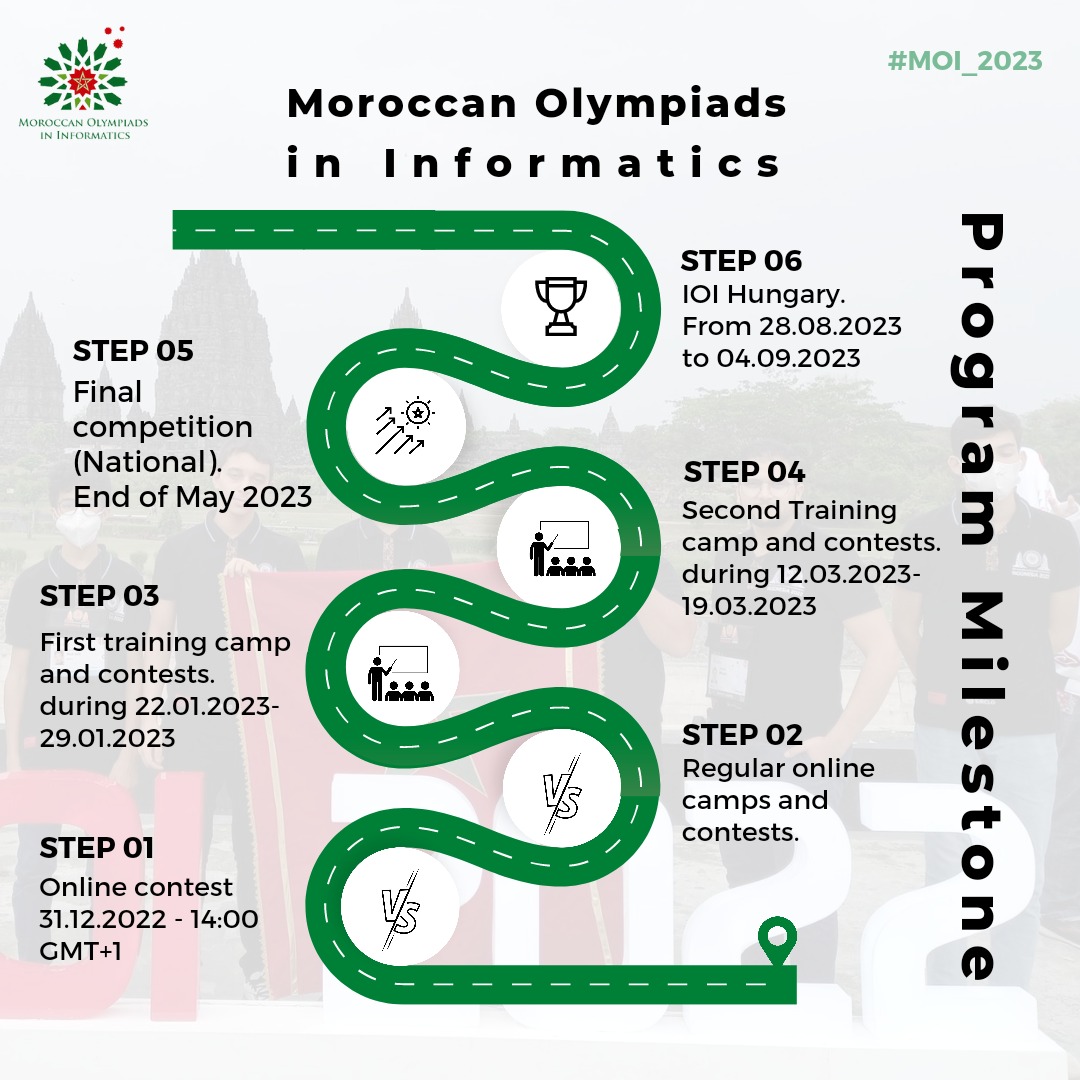 MOROCCAN OLYMPIADS
IN INFORMATICS
#MOI_2023
Moroccan Olympiads
in Informatics
Program Milestone
STEP 06
IOI Hungary.
From 28.08.2023
to 04.09.2023
STEP 05
Final
competition
(National).
End of May 2023
STEP 04
Second Training
camp and contests.
during 12.03.2023-
19.03.2023
STEP 03
First training camp
and contests.
during 22.01.2023-
29.01.2023
STEP 02
Regular online
camps and
contests.
VS
STEP 01
Online contest
31.12.2022 - 14:00
GMT+1
VS
OI 2022